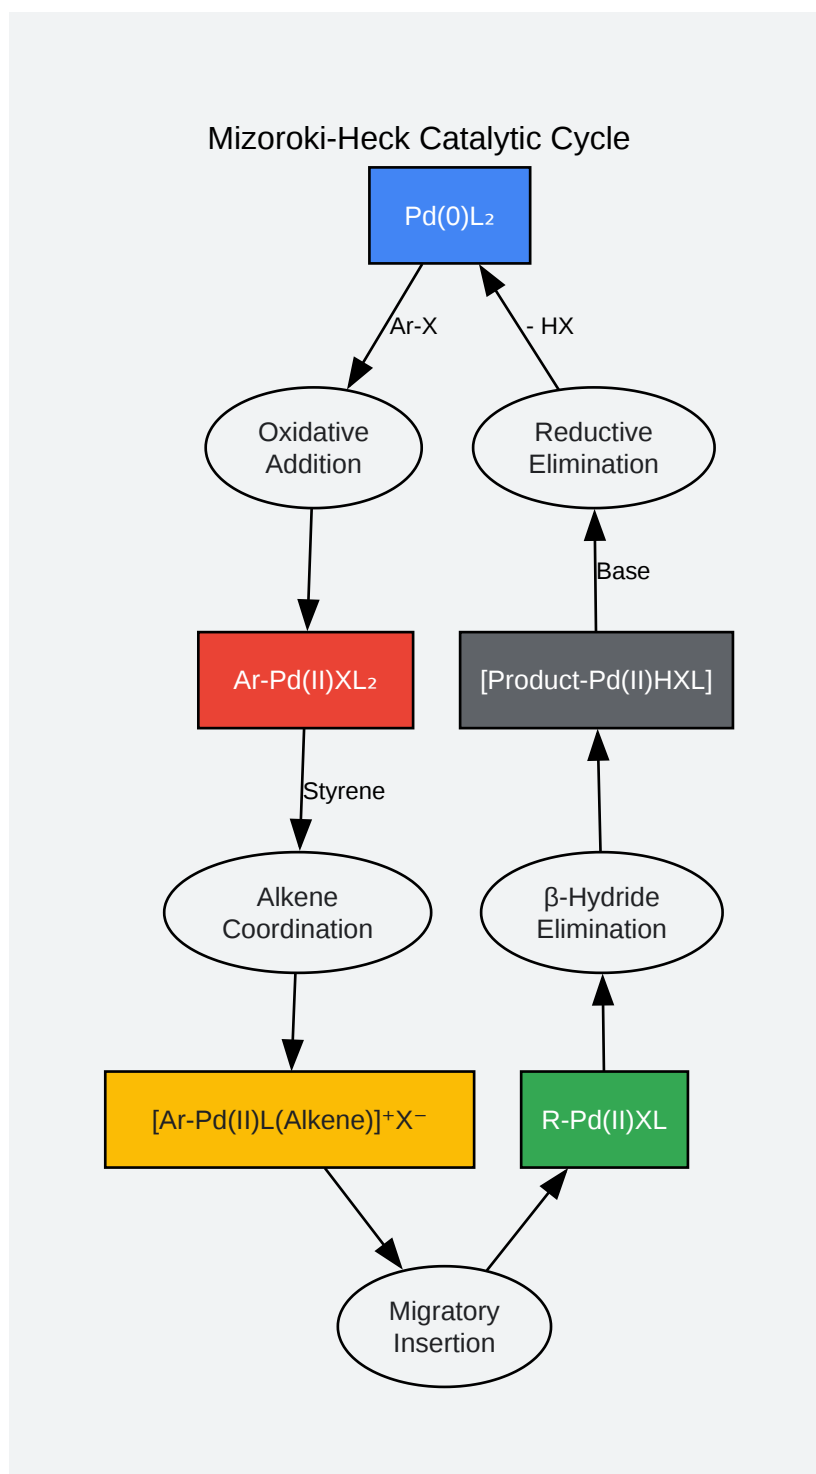 Mizoroki-Heck Catalytic Cycle
Pd(0)L₂
Ar-X
- HX
Oxidative
Addition
Reductive
Elimination
Base
Ar-Pd(II)XL₂
[Product-Pd(II)HXL]
Styrene
Alkene
Coordination
β-Hydride
Elimination
[Ar-Pd(II)L(Alkene)]⁺X⁻
R-Pd(II)XL
Migratory
Insertion